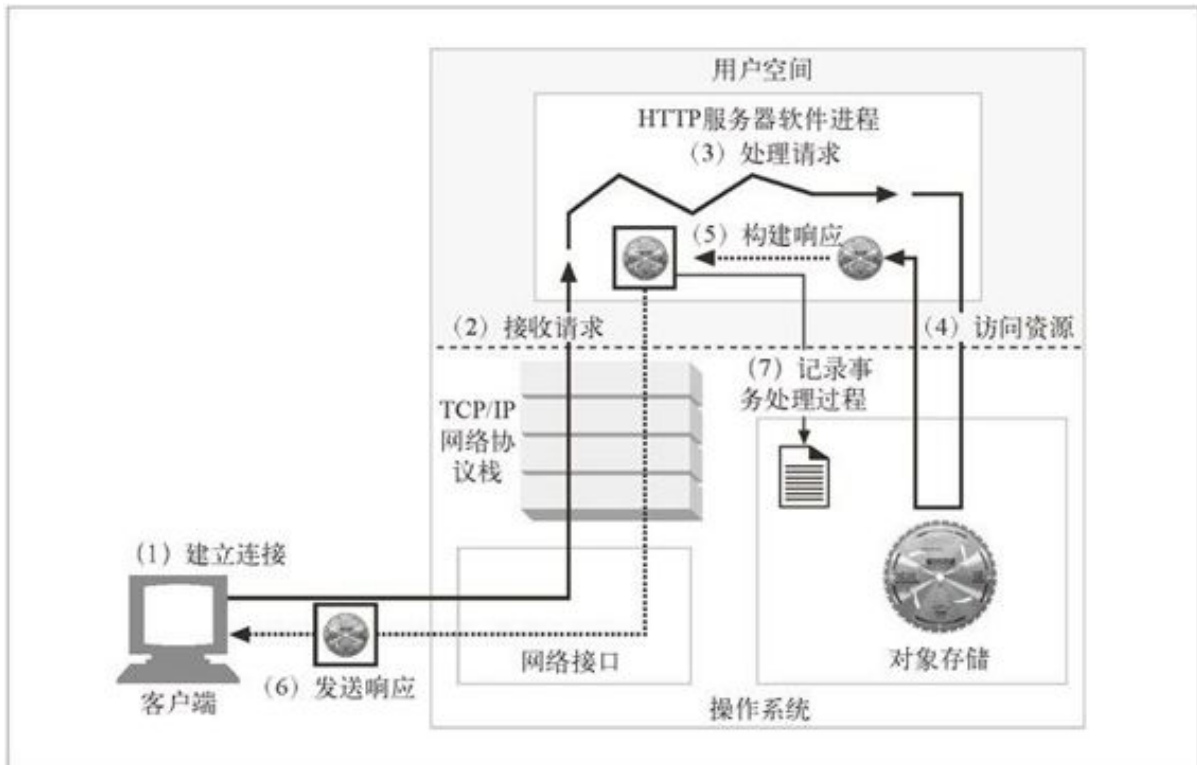 用户空间
HTTP服务器软件进程
（3）处理请求
（5）构建响应
（2）接收请求
（4）访问资源
（7）记录事
务处理过程
TCP/IP
网络协
议栈
（1）建立连接
网络接口
对象存储
（6）发送响应
客户端
操作系统